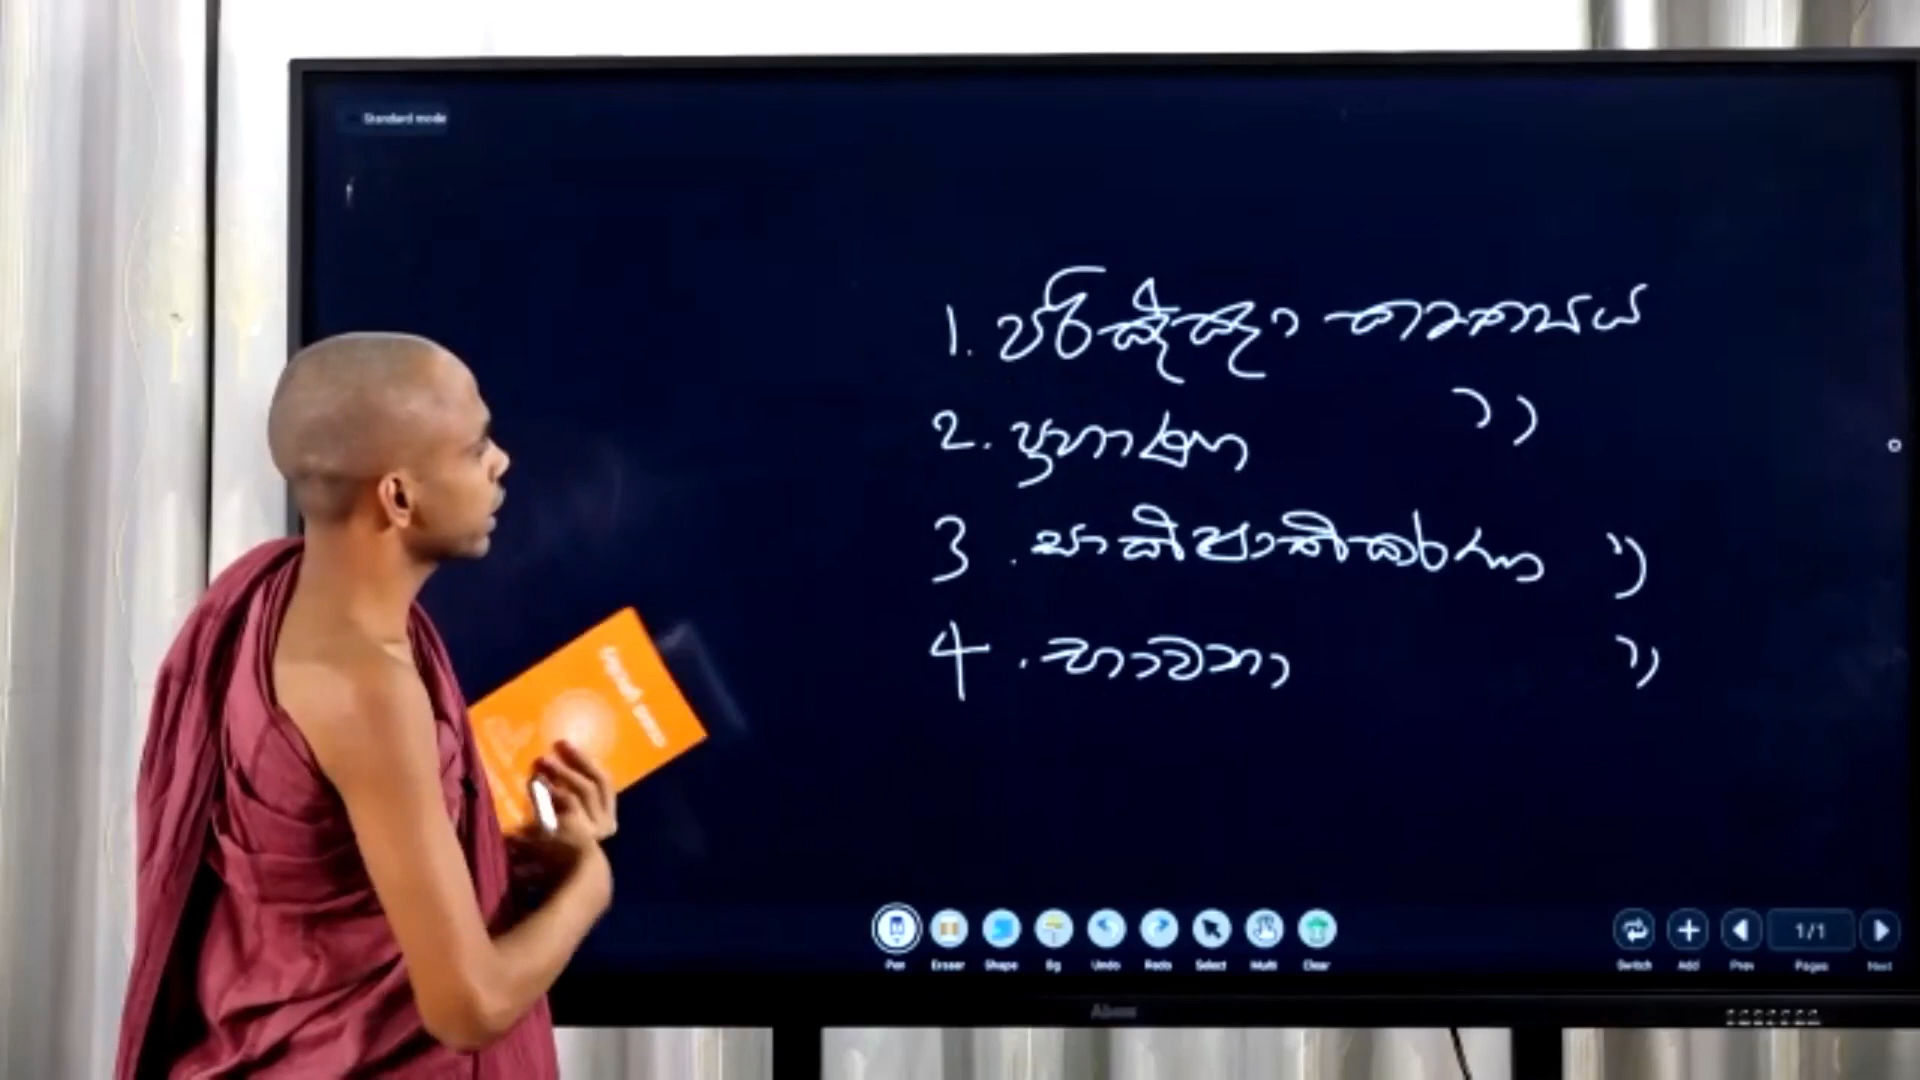 Standard mode
1. පරිඤ්ඤා කෘත්‍යය
2. ප්‍රහාණ ,,
3. සාක්ෂාත්කරණ ,,
4. භාවනා ,,
Pen Eraser Shape Bg Undo Redo Select Multi Clear Switch Add Prev Pages Next
1/1